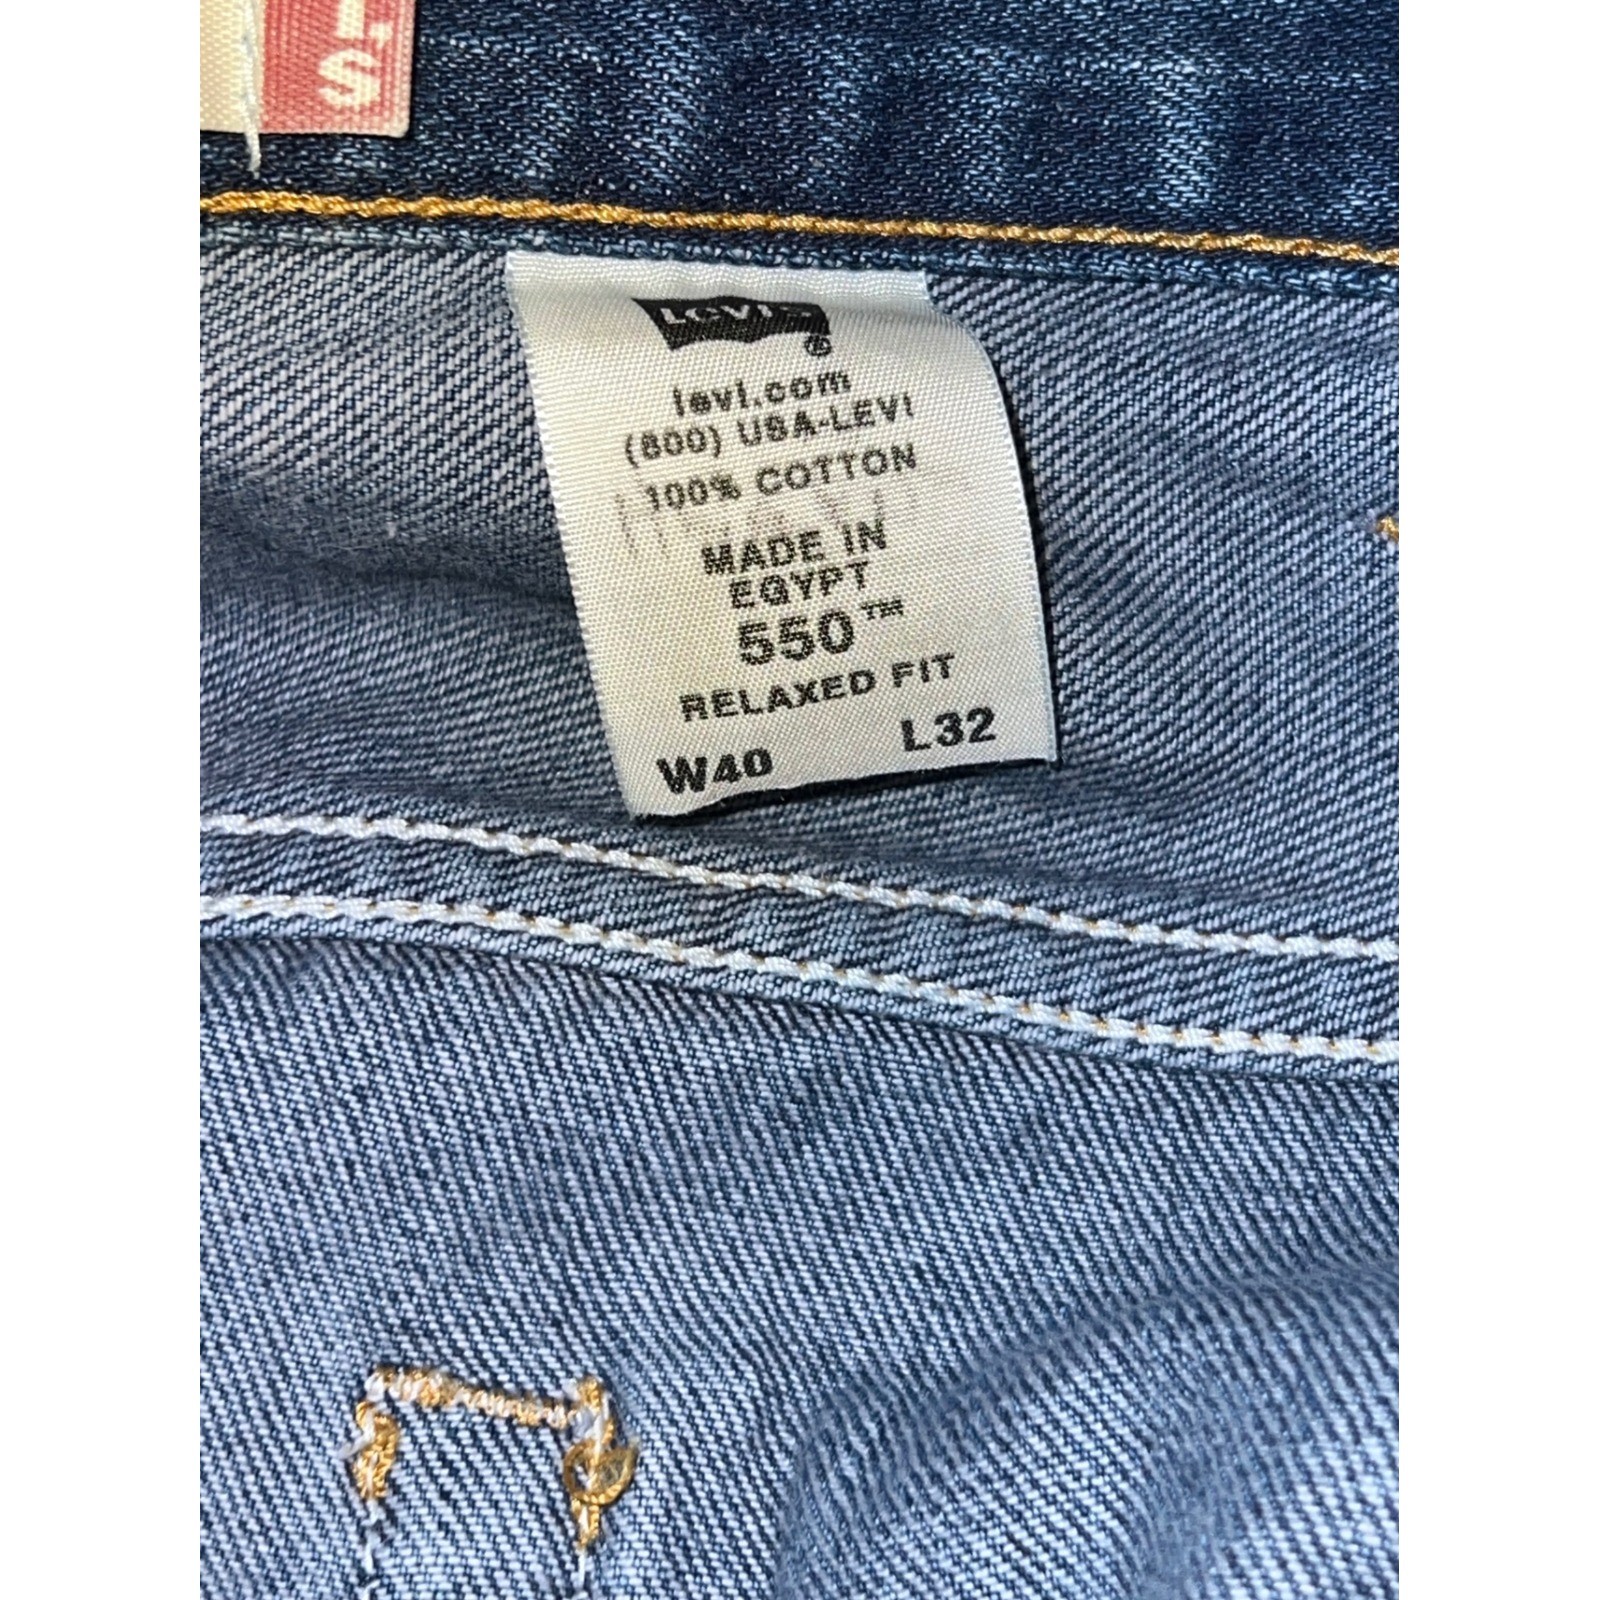 'S
Levi's®
levi.com
(800) USA-LEVI
100% COTTON
MADE IN
EGYPT
550™
RELAXED FIT
W40 L32